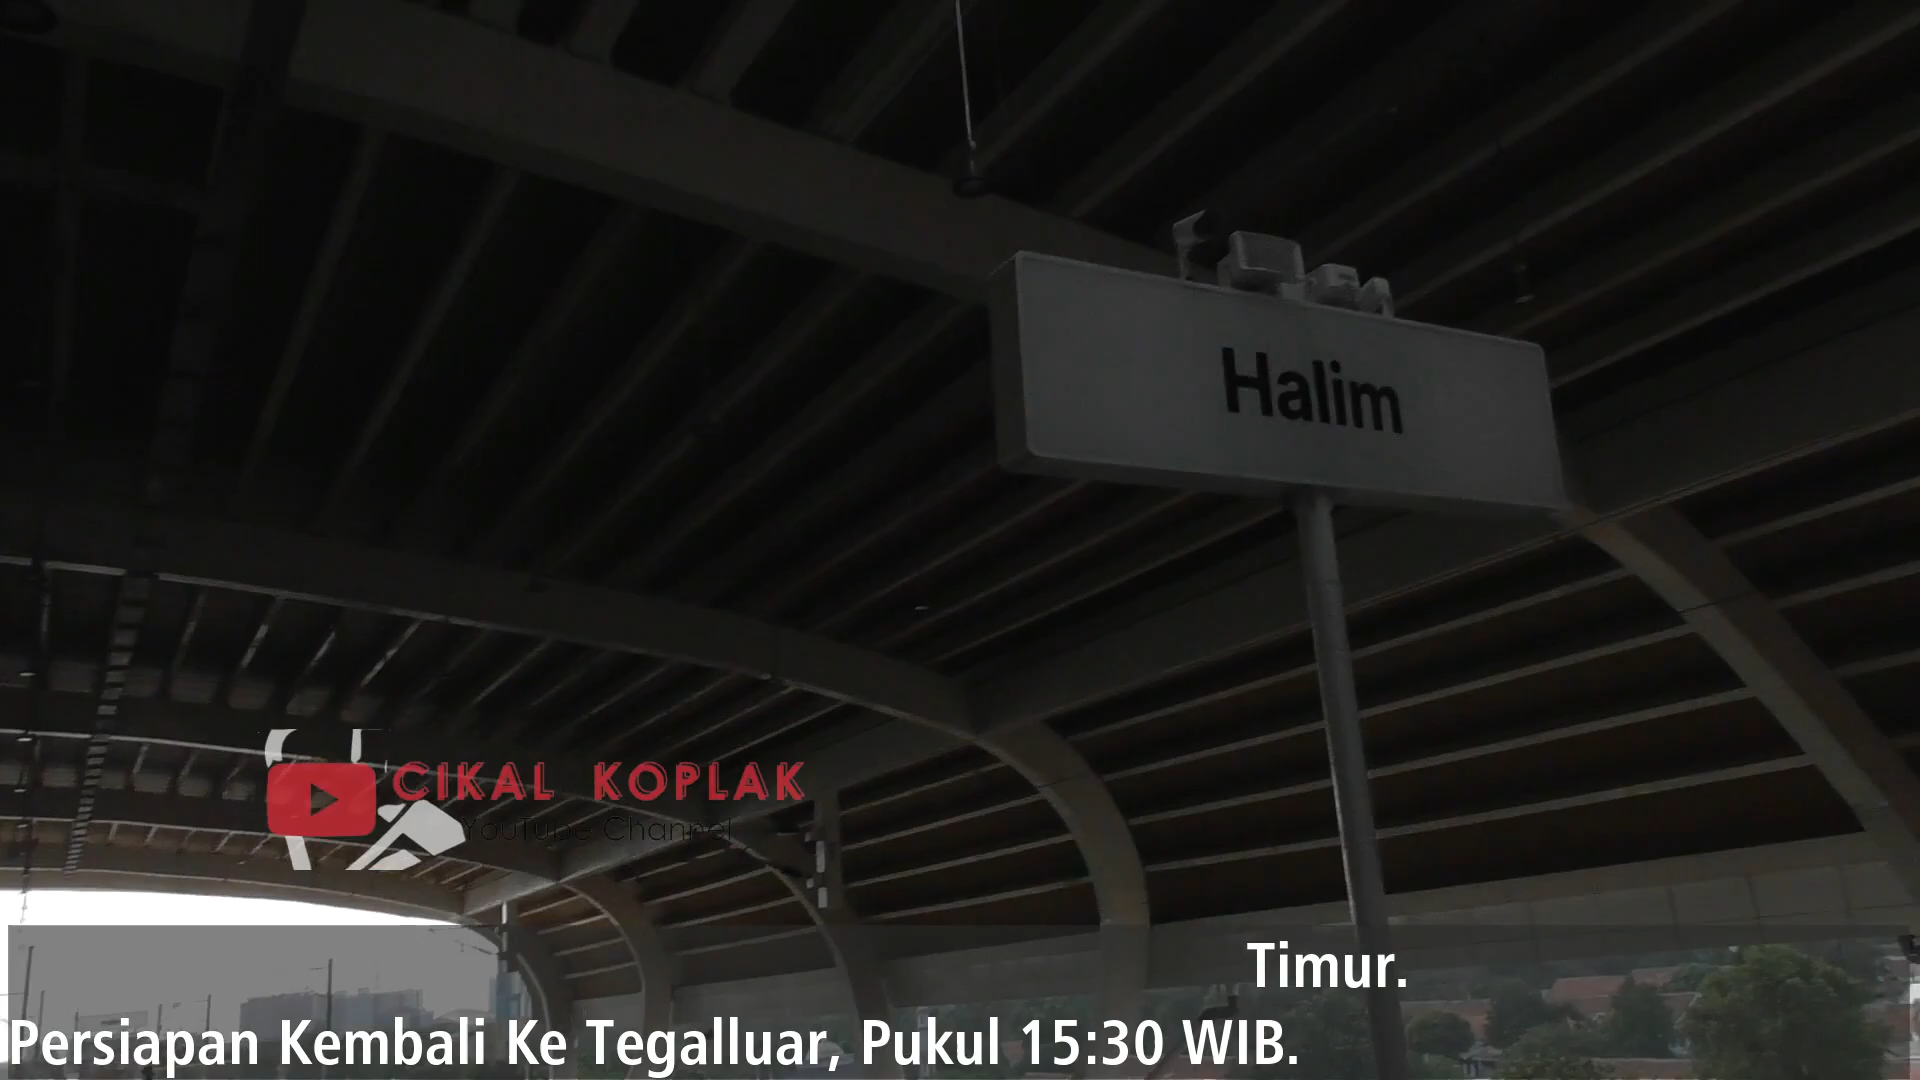 Halim
CIKAL KOPLAK
YouTube Channel
Timur.
Persiapan Kembali Ke Tegalluar, Pukul 15:30 WIB.